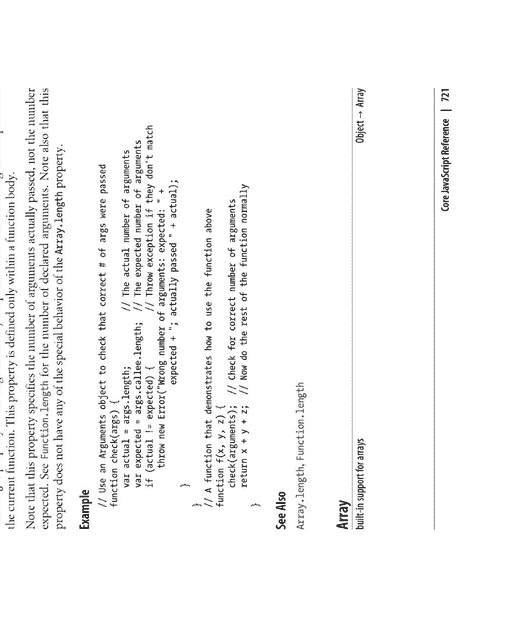 the current function. This property is defined only within a function body.
Note that this property specifies the number of arguments actually passed, not the number
expected. See Function.length for the number of declared arguments. Note also that this
property does not have any of the special behavior of the Array.length property.
Example
// Use an Arguments object to check that correct # of args were passed
function check(args) {
var actual = args.length; // The actual number of arguments
var expected = args.callee.length; // The expected number of arguments
if (actual != expected) { // Throw exception if they don't match
throw new Error("Wrong number of arguments: expected: " +
expected + "; actually passed " + actual);
}
}
// A function that demonstrates how to use the function above
function f(x, y, z) {
check(arguments); // Check for correct number of arguments
return x + y + z; // Now do the rest of the function normally
}
See Also
Array.length, Function.length
Array
built-in support for arrays Object → Array
Core JavaScript Reference | 721